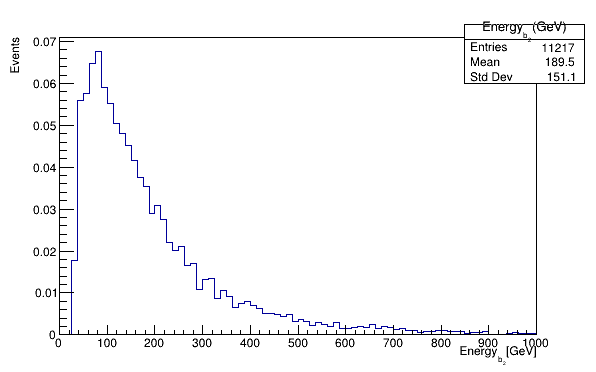 Energy_b_2(GeV)
Entries 11217
Mean 189.5
Std Dev 151.1
Events
0.07
0.06
0.05
0.04
0.03
0.02
0.01
0
0 100 200 300 400 500 600 700 800 900 1000
Energy_b_2[GeV]